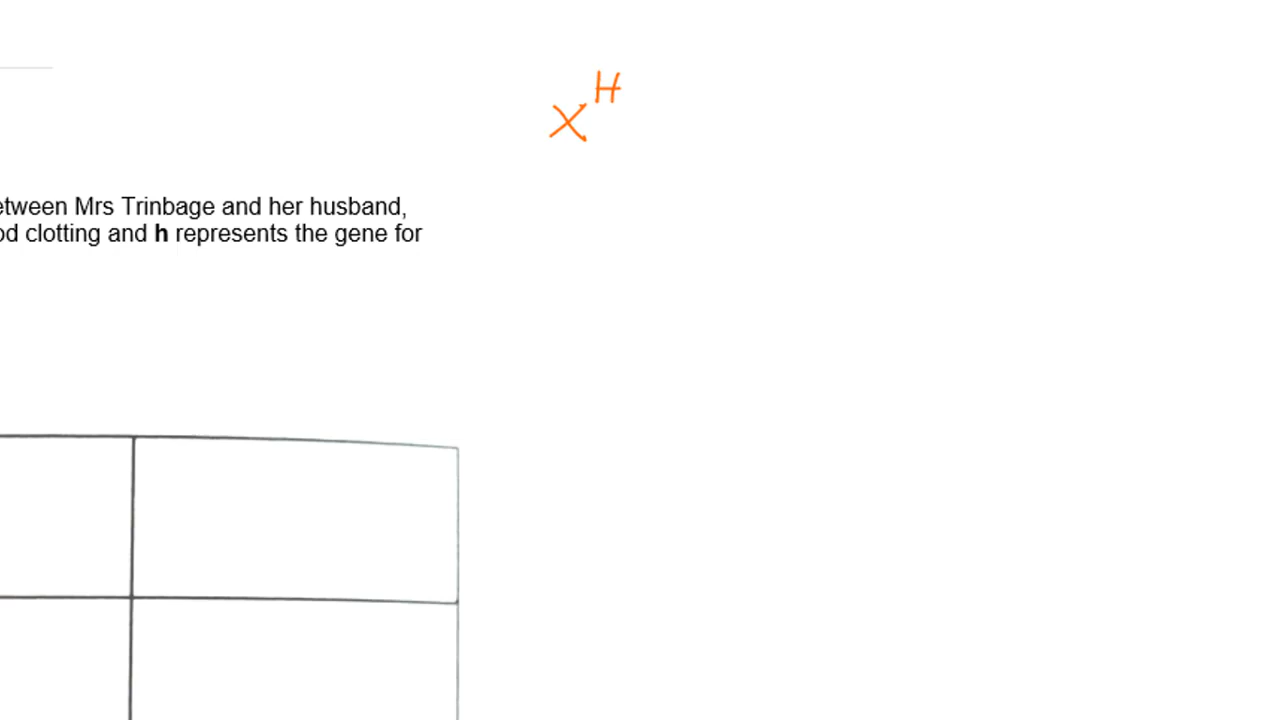 X^H
etween Mrs Trinbage and her husband,
od clotting and h represents the gene for